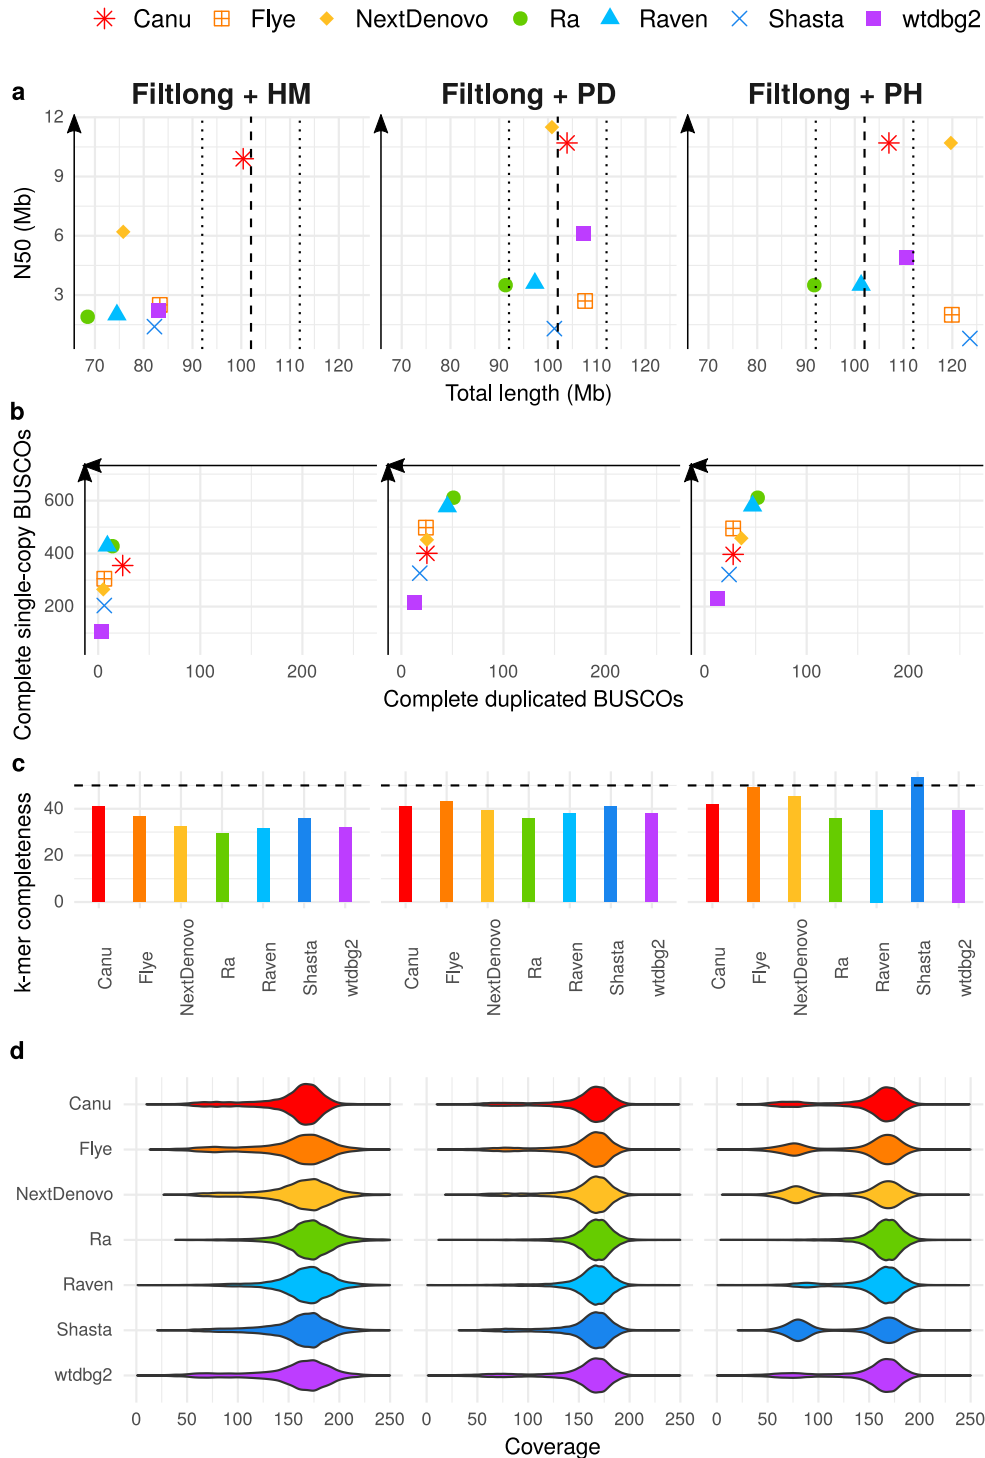 Canu Flye NextDenovo Ra Raven Shasta wtdbg2
a
Filtlong + HM Filtlong + PD Filtlong + PH
N50 (Mb)
12
9
6
3
70 80 90 100 110 120 70 80 90 100 110 120 70 80 90 100 110 120
Total length (Mb)
b
Complete single-copy BUSCOs
600
400
200
0 100 200 0 100 200 0 100 200
Complete duplicated BUSCOs
c
k-mer completeness
40
20
0
Canu Flye NextDenovo Ra Raven Shasta wtdbg2 Canu Flye NextDenovo Ra Raven Shasta wtdbg2 Canu Flye NextDenovo Ra Raven Shasta wtdbg2
d
Canu
Flye
NextDenovo
Ra
Raven
Shasta
wtdbg2
0 50 100 150 200 250 0 50 100 150 200 250 0 50 100 150 200 250
Coverage